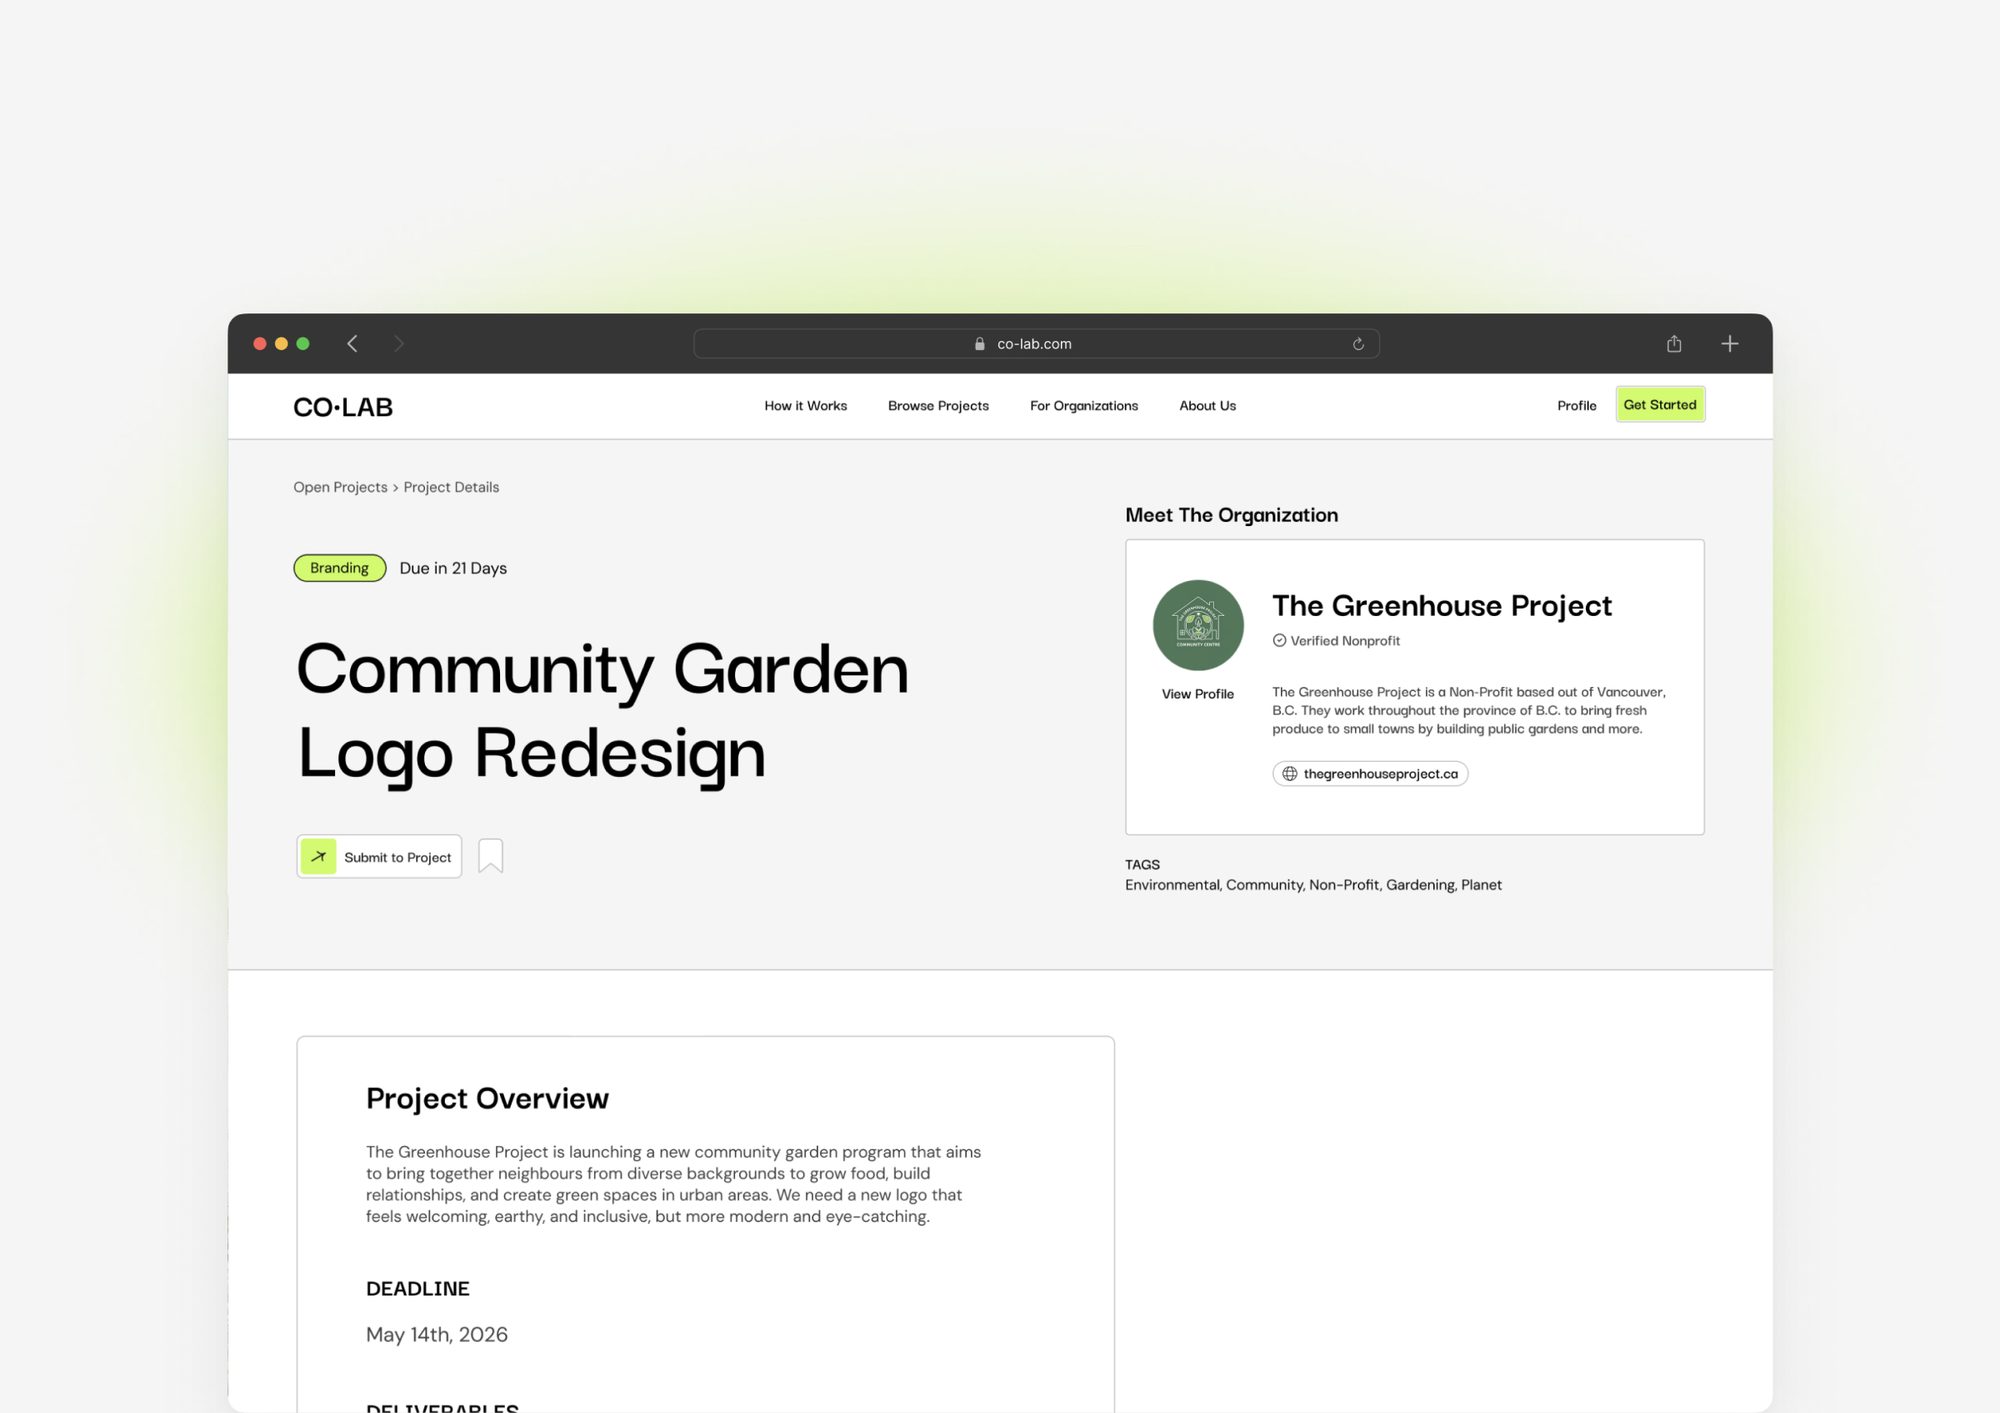 co-lab.com
CO·LAB
How it Works
Browse Projects
For Organizations
About Us
Profile
Get Started
Open Projects > Project Details
Branding
Due in 21 Days
Community Garden
Logo Redesign
Submit to Project
Meet The Organization
THE GREENHOUSE PROJECT
COMMUNITY CENTRE
View Profile
The Greenhouse Project
Verified Nonprofit
The Greenhouse Project is a Non-Profit based out of Vancouver,
B.C. They work throughout the province of B.C. to bring fresh
produce to small towns by building public gardens and more.
thegreenhouseproject.ca
TAGS
Environmental, Community, Non-Profit, Gardening, Planet
Project Overview
The Greenhouse Project is launching a new community garden program that aims
to bring together neighbours from diverse backgrounds to grow food, build
relationships, and create green spaces in urban areas. We need a new logo that
feels welcoming, earthy, and inclusive, but more modern and eye-catching.
DEADLINE
May 14th, 2026
DELIVERABLES